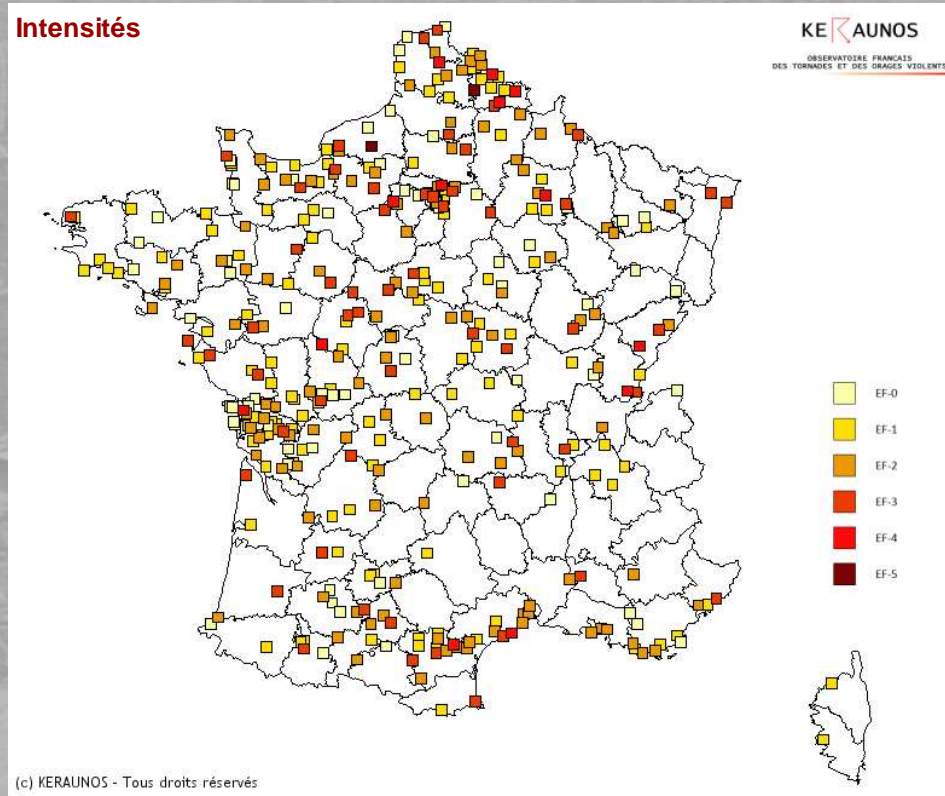 Intensités
KERAUNOS
OBSERVATOIRE FRANCAIS
DES TORNADES ET DES ORAGES VIOLENTS
EF-0
EF-1
EF-2
EF-3
EF-4
EF-5
(c) KERAUNOS - Tous droits réservés